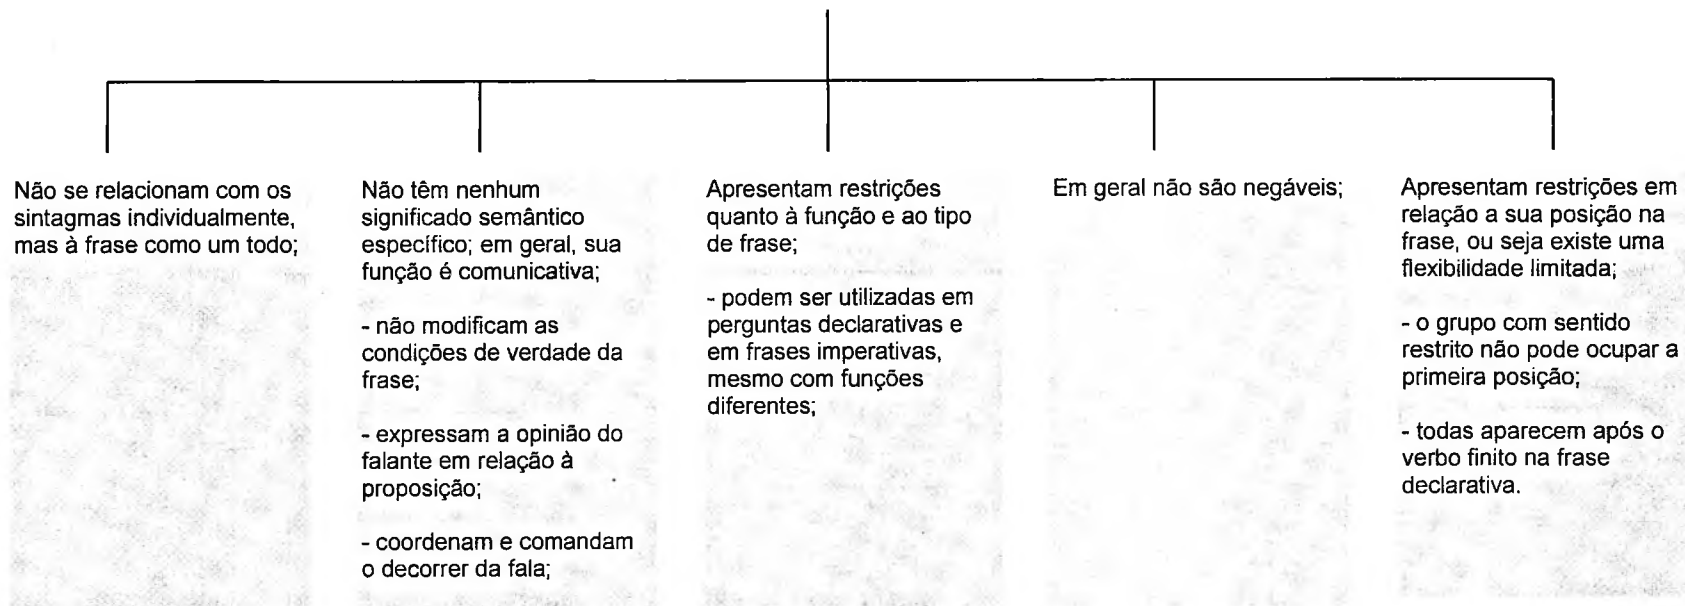 Não se relacionam com os
sintagmas individualmente,
mas à frase como um todo;
Não têm nenhum
significado semântico
específico; em geral, sua
função é comunicativa;
- não modificam as
condições de verdade da
frase;
- expressam a opinião do
falante em relação à
proposição;
- coordenam e comandam
o decorrer da fala;
Apresentam restrições
quanto à função e ao tipo
de frase;
- podem ser utilizadas em
perguntas declarativas e
em frases imperativas,
mesmo com funções
diferentes;
Em geral não são negáveis;
Apresentam restrições em
relação a sua posição na
frase, ou seja existe uma
flexibilidade limitada;
- o grupo com sentido
restrito não pode ocupar a
primeira posição;
- todas aparecem após o
verbo finito na frase
declarativa.